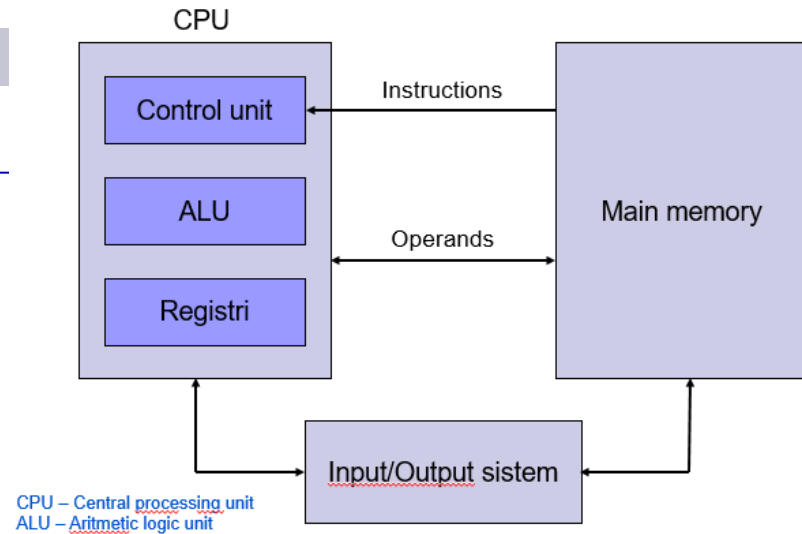 CPU
Control unit
Instructions
ALU
Main memory
Operands
Registri
Input/Output sistem
CPU – Central processing unit
ALU – Aritmetic logic unit